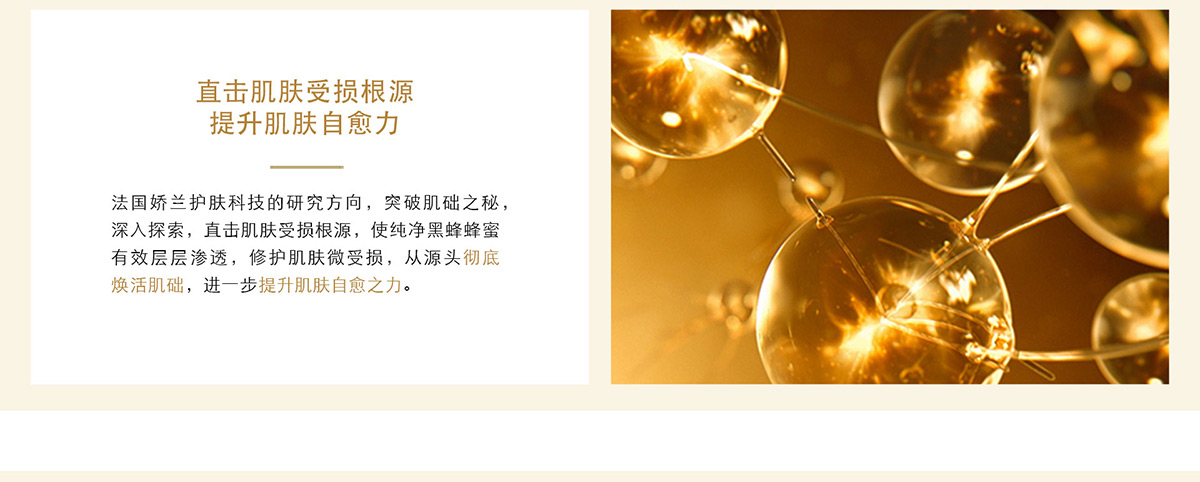 直击肌肤受损根源
提升肌肤自愈力
法国娇兰护肤科技的研究方向，突破肌础之秘，
深入探索，直击肌肤受损根源，使纯净黑蜂蜂蜜
有效层层渗透，修护肌肤微受损，从源头彻底
焕活肌础，进一步提升肌肤自愈之力。